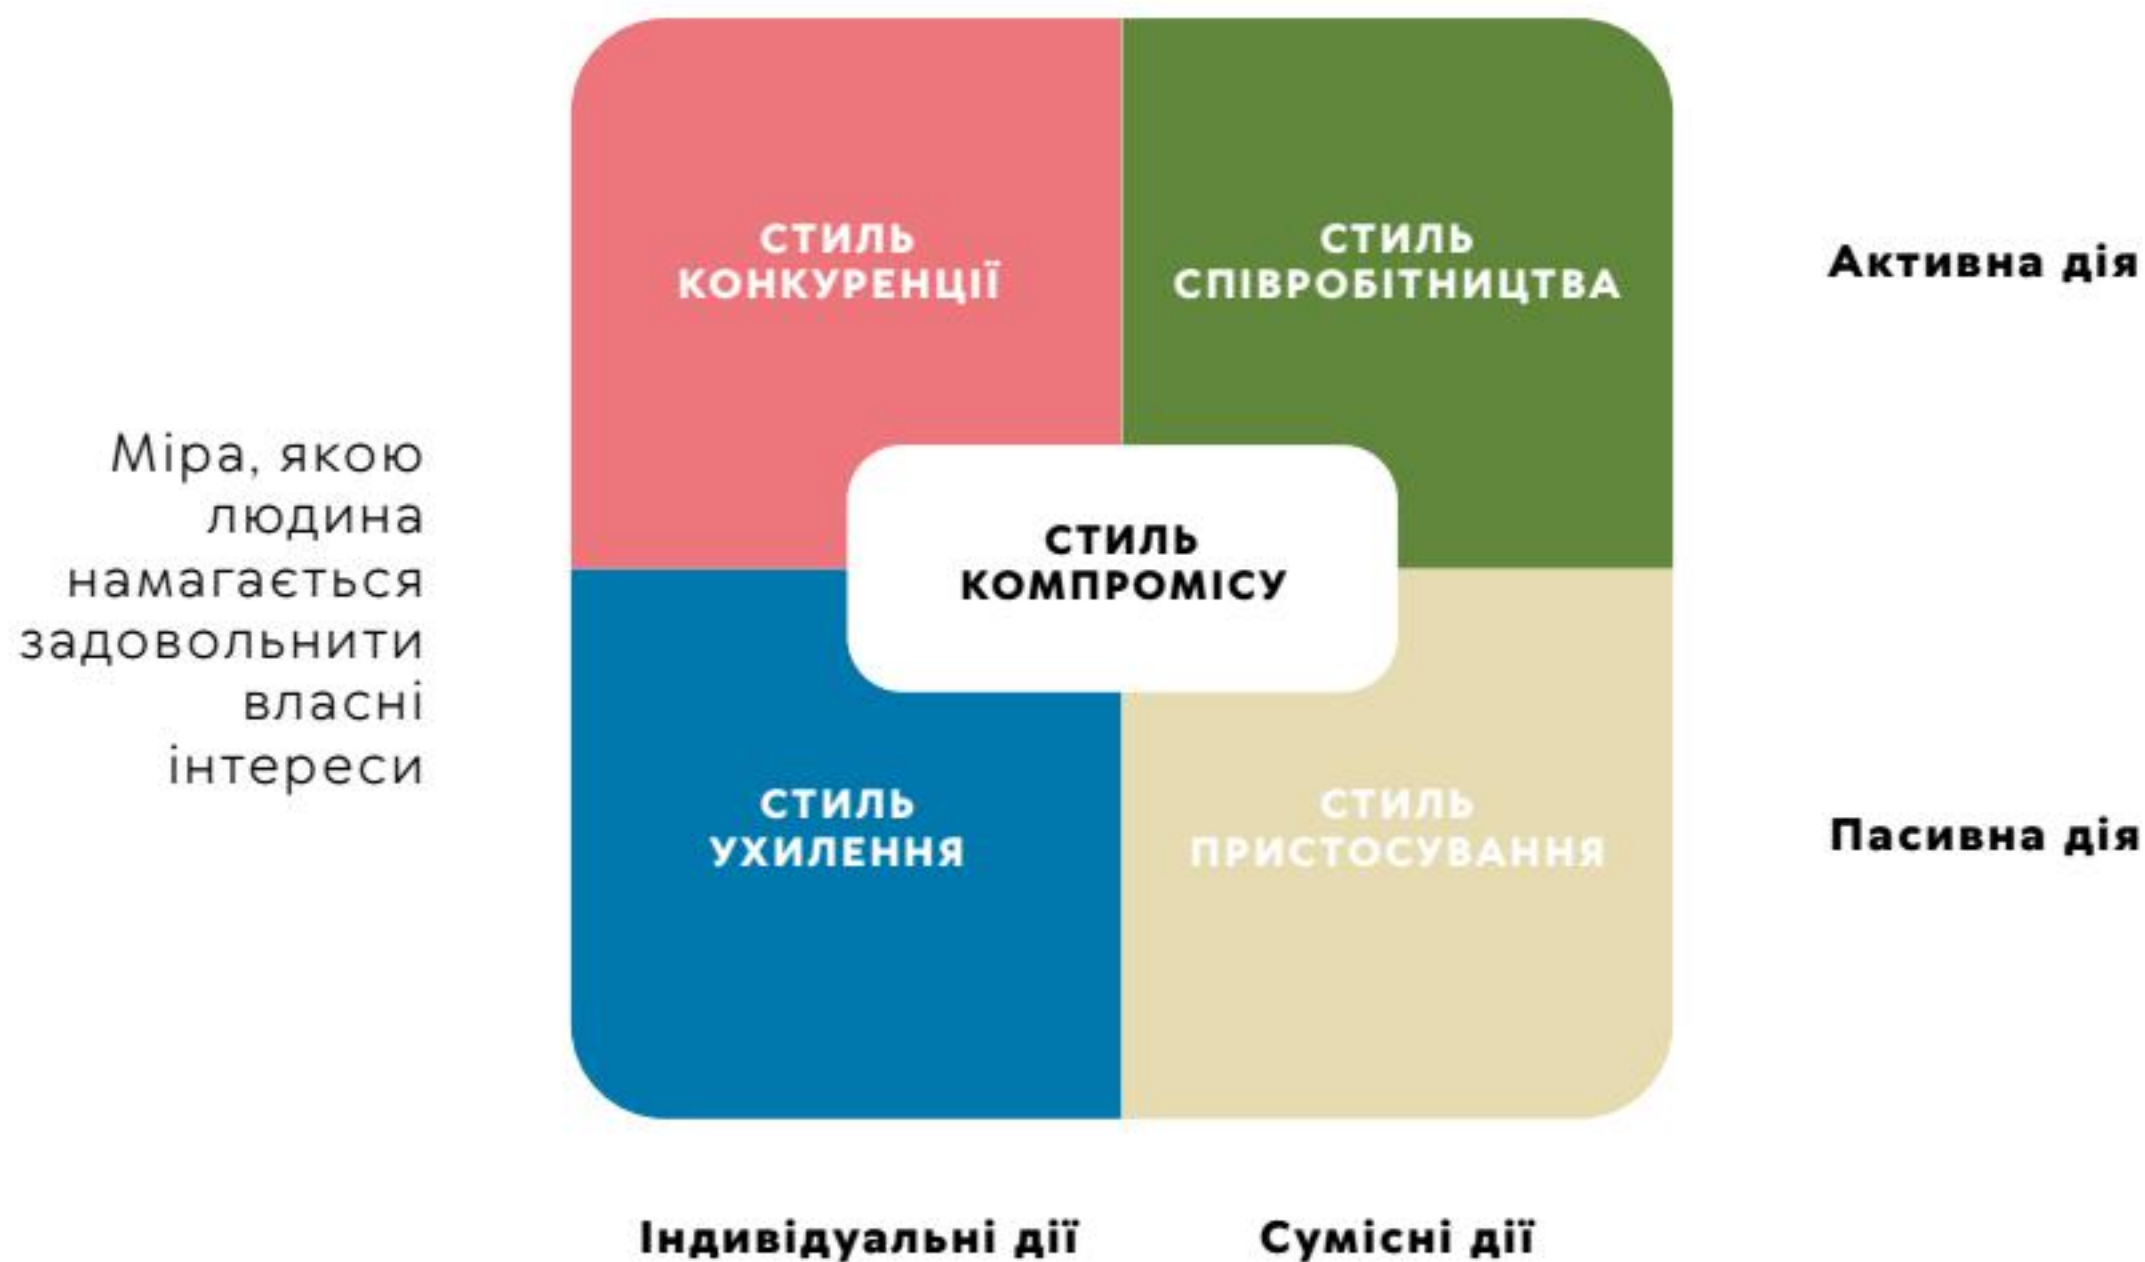 СТИЛЬ
КОНКУРЕНЦІЇ
СТИЛЬ
СПІВРОБІТНИЦТВА
Активна дія
Міра, якою
людина
намагається
задовольнити
власні
інтереси
СТИЛЬ
КОМПРОМІСУ
СТИЛЬ
УХИЛЕННЯ
СТИЛЬ
ПРИСТОСУВАННЯ
Пасивна дія
Індивідуальні дії
Сумісні дії